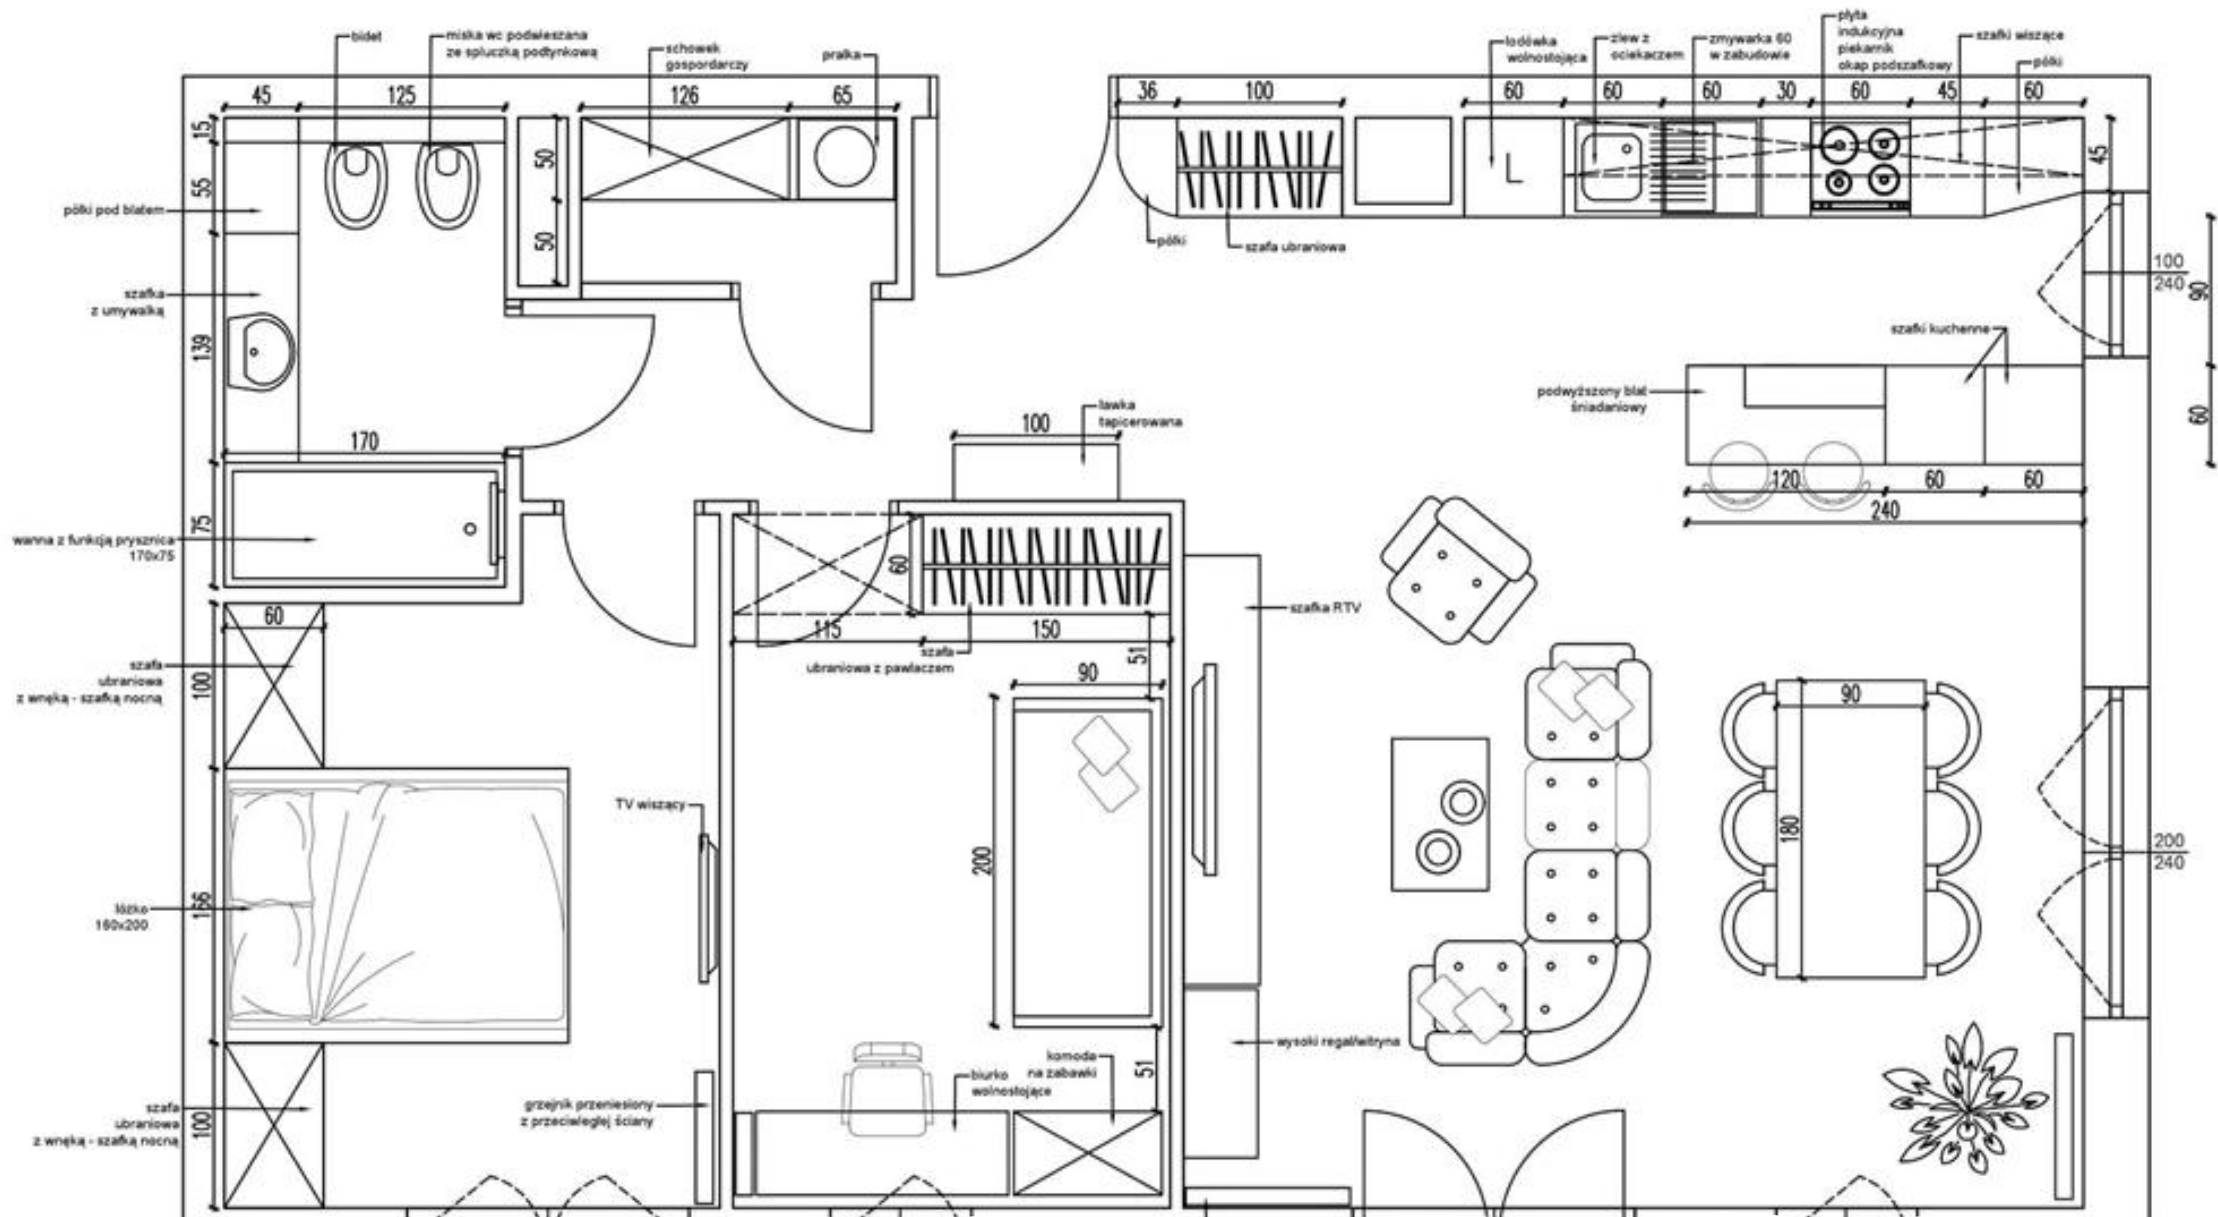 bidet
miska wc podwieszana
ze spluczką podtynkową
schowek
gospordarczy
pralka
lodówka
wolnostojąca
zlew z
ociekaczem
zmywarka 60
w zabudowie
płyta
indukcyjna
piekarnik
okap podszafkowy
szafki wiszące
półki
45
125
126
65
36
100
60
60
60
30
60
45
60
15
55
50
50
45
L
półki pod blatem
półki
szafa ubraniowa
szafka
z umywalką
139
100
240
90
szafki kuchenne
podwyższony blat
śniadaniowy
60
ławka
tapicerowana
100
170
120
60
60
240
75
wanna z funkcją prysznica
170x75
60
60
115
150
szafa
ubraniowa z pawlaczem
51
szafka RTV
szafa
ubraniowa
z wnęką - szafką nocną
100
90
90
180
200
TV wiszący
200
240
166
łóżko
160x200
wysoki regał/witryna
komoda
na zabawki
51
biurko
wolnostojące
grzejnik przeniesiony
z przeciwległej ściany
szafa
ubraniowa
z wnęką - szafką nocną
100